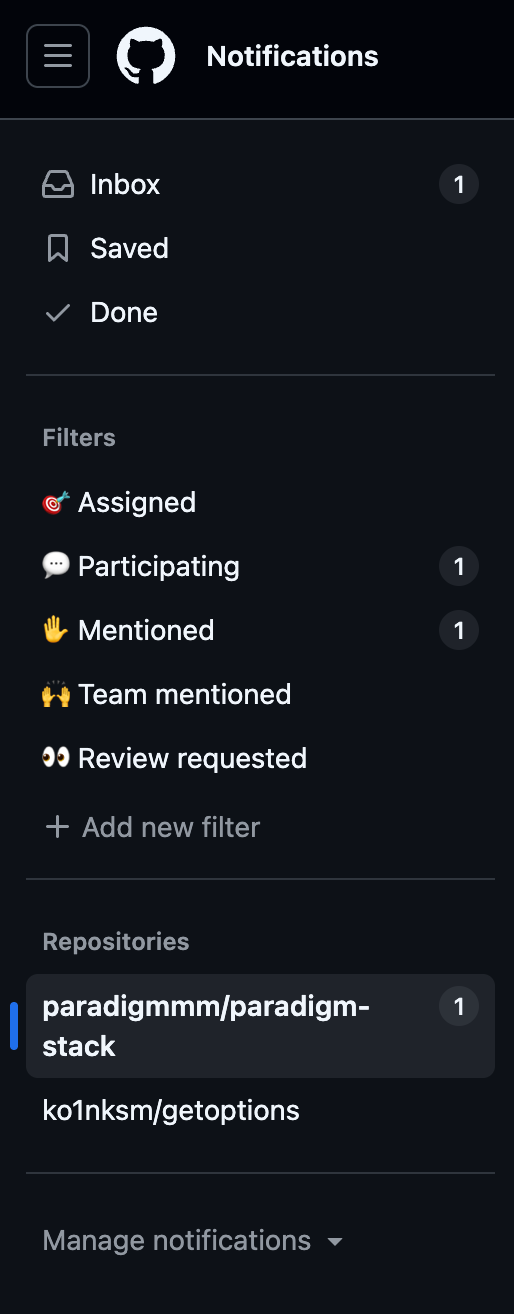 Notifications
Inbox 1
Saved
Done
Filters
Assigned
Participating 1
Mentioned 1
Team mentioned
Review requested
Add new filter
Repositories
paradigmmm/paradigm- 1
stack
ko1nksm/getoptions
Manage notifications